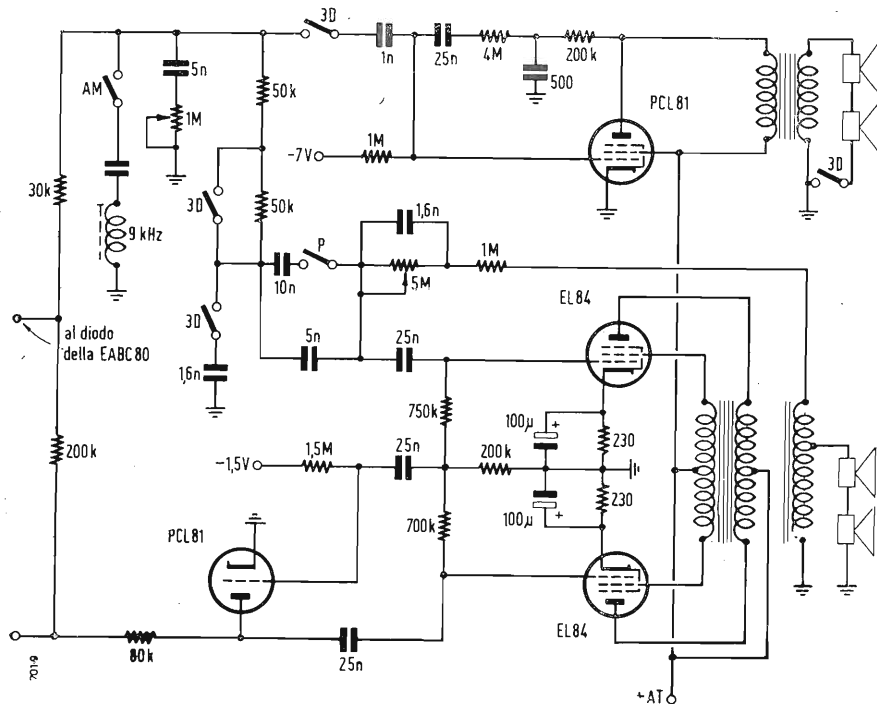 3D
1n
25n
4M
200k
500
PCL81
AM
5n
1M
50k
-7V
1M
3D
30k
3D
50k
1,6n
9 kHz
10n
P
5M
1M
EL84
3D
al diodo
della EABC80
1,6n
5n
25n
750k
100µ
+
230
200k
-1,5V
1,5M
25n
200k
230
100µ
+
700k
PCL81
EL84
80k
25n
701-9
+AT